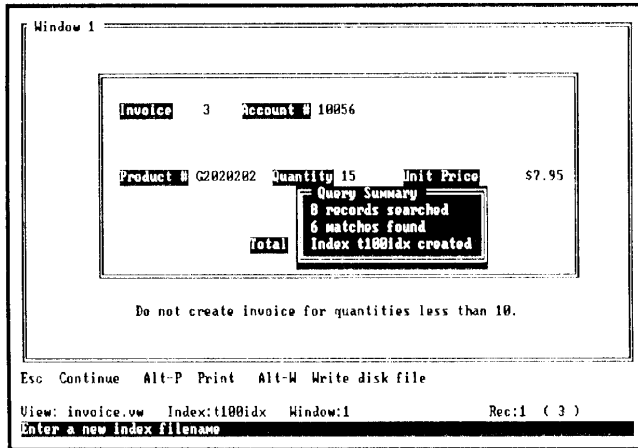 Window 1
Invoice 3 Account # 10056
Product # G2020202 Quantity 15 Unit Price $7.95
Query Summary
8 records searched
6 matches found
Total Index t100idx created
Do not create invoice for quantities less than 10.
Esc Continue Alt-P Print Alt-W Write disk file
View: invoice.vw Index:t100idx Window:1 Rec:1 ( 3 )
Enter a new index filename